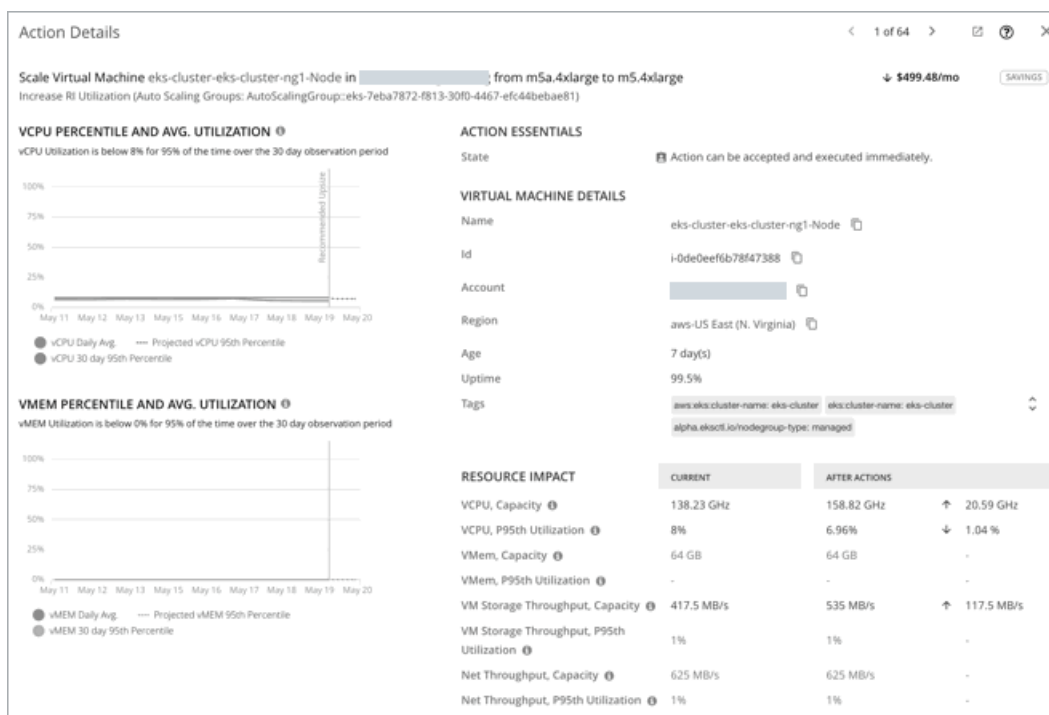 Action Details
1 of 64
Scale Virtual Machine eks-cluster-eks-cluster-ng1-Node in ; from m5a.4xlarge to m5.4xlarge
↓ $499.48/mo
SAVINGS
Increase RI Utilization (Auto Scaling Groups: AutoScalingGroup::eks-7eba7872-f813-30f0-4467-efc44bebae81)
VCPU PERCENTILE AND AVG. UTILIZATION
vCPU Utilization is below 8% for 95% of the time over the 30 day observation period
100%
75%
50%
25%
0%
Recommended Upsize
May 11 May 12 May 13 May 15 May 16 May 17 May 18 May 19 May 20
vCPU Daily Avg. Projected vCPU 95th Percentile
vCPU 30 day 95th Percentile
VMEM PERCENTILE AND AVG. UTILIZATION
vMEM Utilization is below 0% for 95% of the time over the 30 day observation period
100%
75%
50%
25%
0%
May 11 May 12 May 13 May 15 May 16 May 17 May 18 May 19 May 20
vMEM Daily Avg. Projected vMEM 95th Percentile
vMEM 30 day 95th Percentile
ACTION ESSENTIALS
State Action can be accepted and executed immediately.
VIRTUAL MACHINE DETAILS
Name eks-cluster-eks-cluster-ng1-Node
Id i-0de0eef6b78f47388
Account
Region aws-US East (N. Virginia)
Age 7 day(s)
Uptime 99.5%
Tags aws:eks:cluster-name: eks-cluster eks:cluster-name: eks-cluster
alpha.eksctl.io/nodegroup-type: managed
RESOURCE IMPACT CURRENT AFTER ACTIONS
VCPU, Capacity 138.23 GHz 158.82 GHz ↑ 20.59 GHz
VCPU, P95th Utilization 8% 6.96% ↓ 1.04 %
VMem, Capacity 64 GB 64 GB -
VMem, P95th Utilization - - -
VM Storage Throughput, Capacity 417.5 MB/s 535 MB/s ↑ 117.5 MB/s
VM Storage Throughput, P95th
Utilization 1% 1% -
Net Throughput, Capacity 625 MB/s 625 MB/s -
Net Throughput, P95th Utilization 1% 1% -